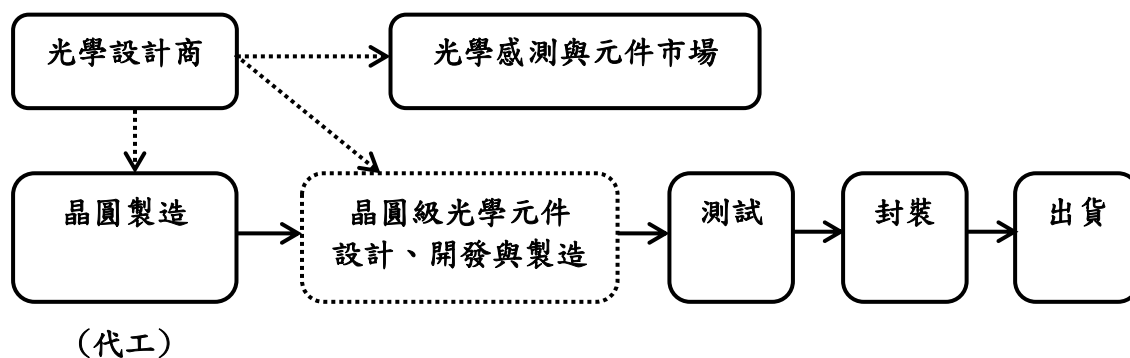 光學設計商
光學感測與元件市場
晶圓製造
晶圓級光學元件
設計、開發與製造
測試
封裝
出貨
(代工)